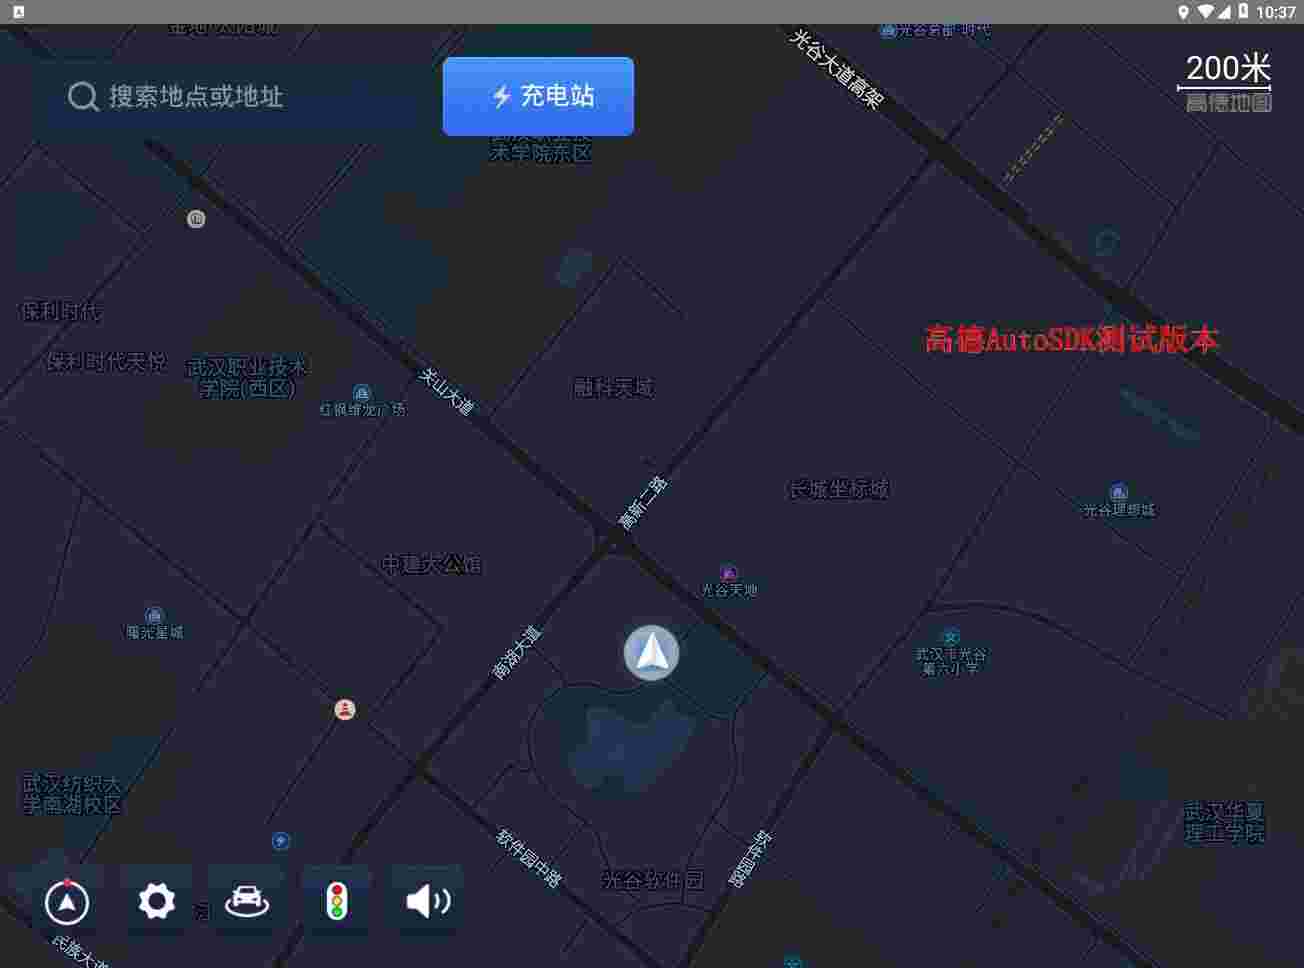 10:37
光谷大道高架
200米
高德地图
搜索地点或地址
充电站
术学院东区
保利时代
高德AutoSDK测试版本
保利时代天悦
武汉职业技术
学院(西区)
关山大道
融科天域
红枫维龙广场
高新二路
长城坐标城
光谷理想城
中建大公馆
光谷天地
曙光星城
南湖大道
武汉市光谷
第六小学
武汉纺织大
学南湖校区
武汉华夏
理工学院
软件园中路
软件园路
光谷软件园
民族大道